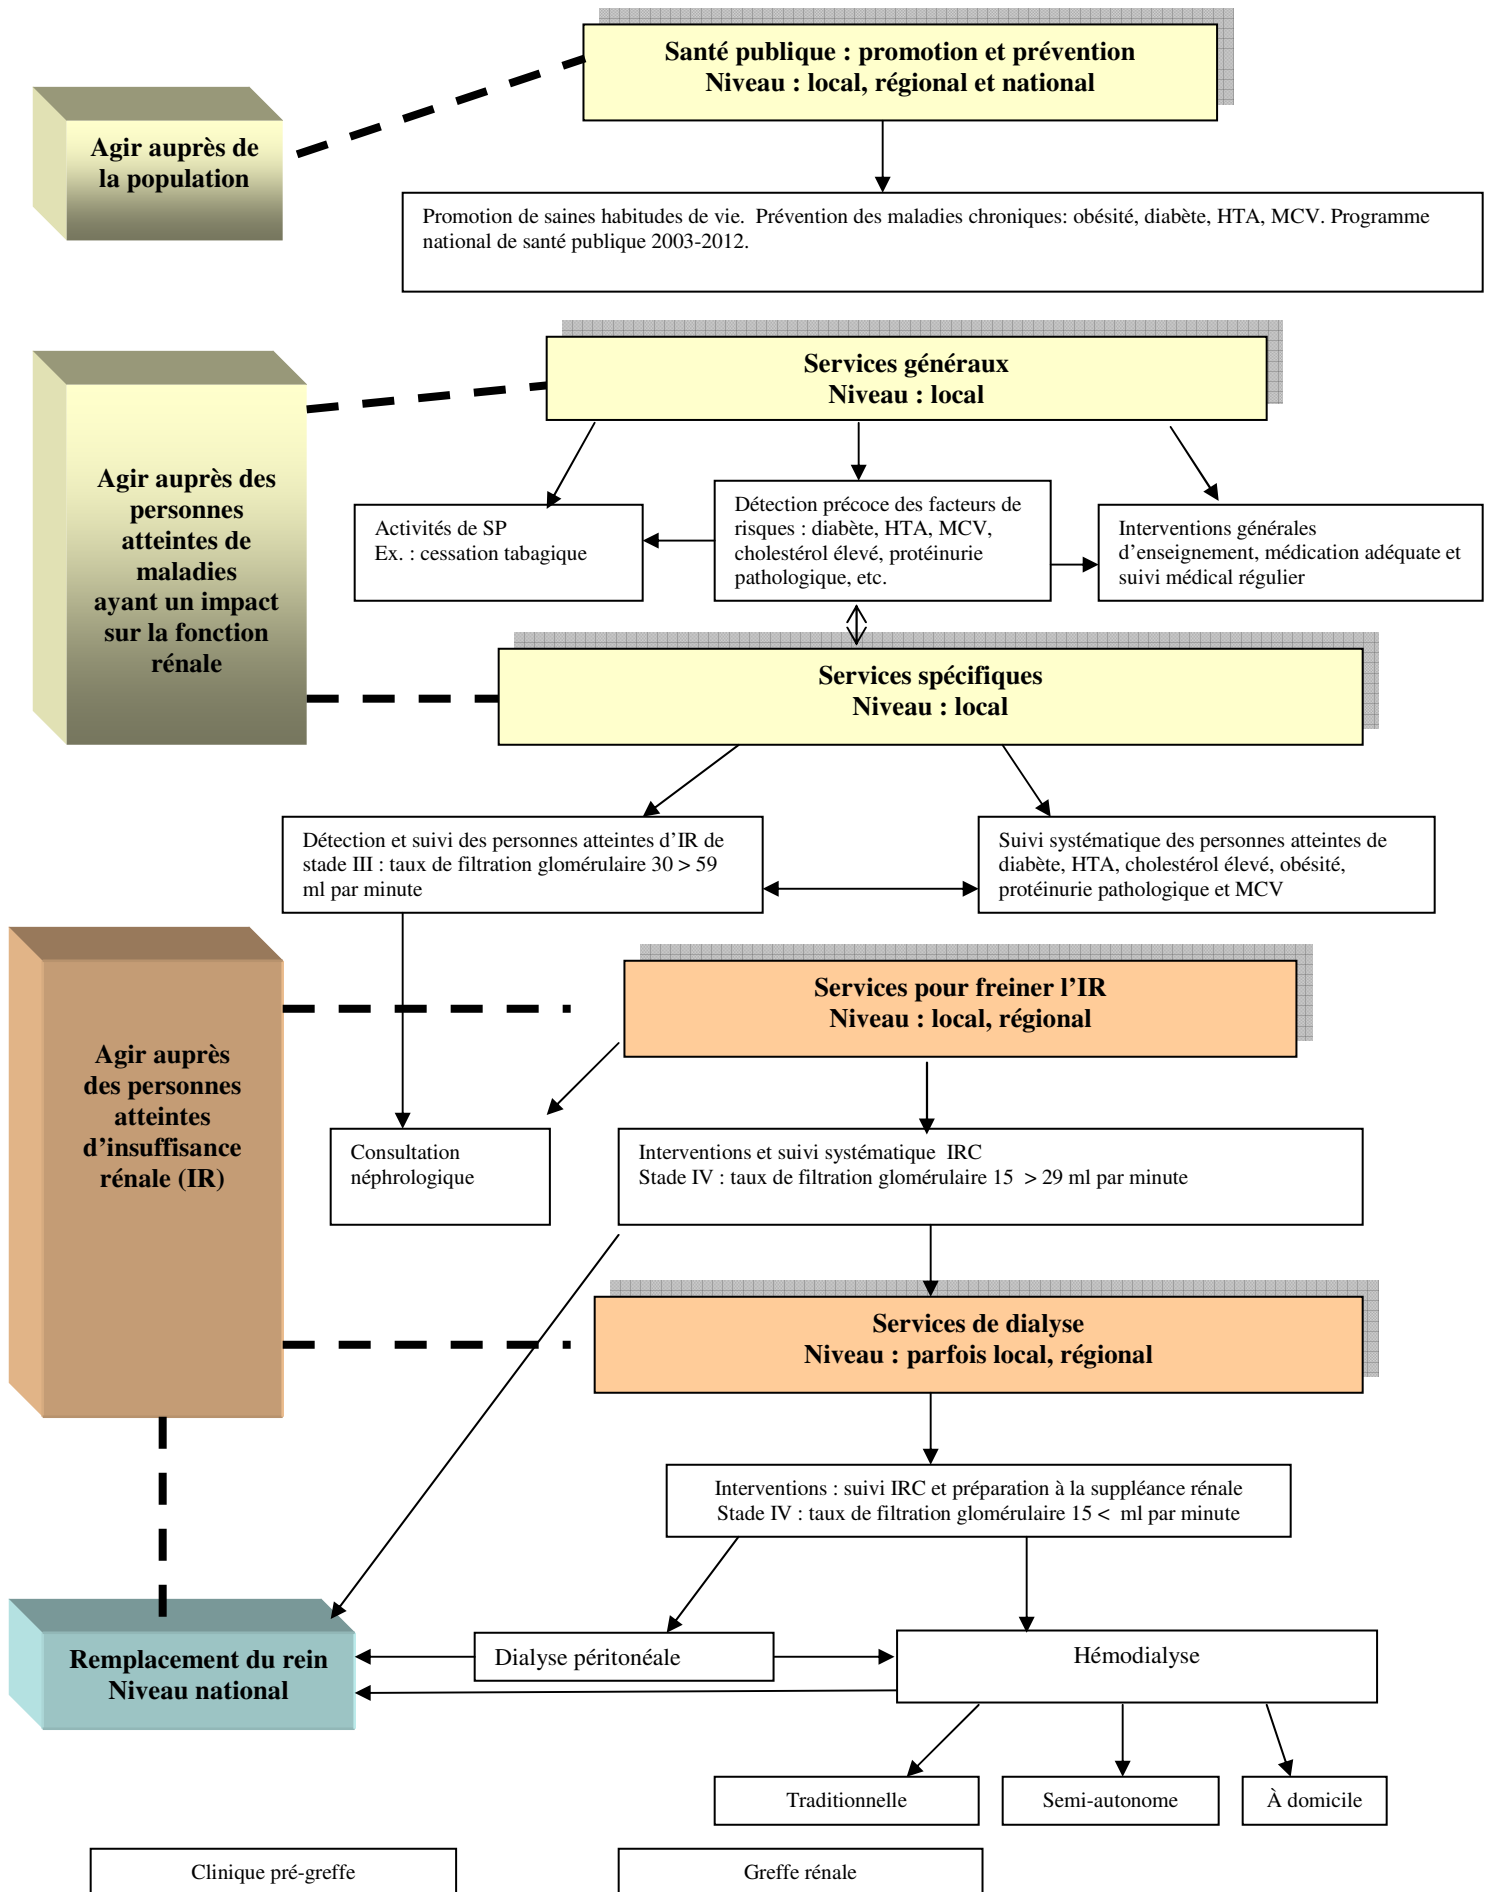 Santé publique : promotion et prévention
Niveau : local, régional et national
Agir auprès de
la population
Promotion de saines habitudes de vie.  Prévention des maladies chroniques: obésité, diabète, HTA, MCV. Programme
national de santé publique 2003-2012.
Services généraux
Niveau : local
Agir auprès des
personnes
atteintes de
maladies
ayant un impact
sur la fonction
rénale
Activités de SP
Ex. : cessation tabagique
Détection précoce des facteurs de
risques : diabète, HTA, MCV,
cholestérol élevé, protéinurie
pathologique, etc.
Interventions générales
d’enseignement, médication adéquate et
suivi médical régulier
Services spécifiques
Niveau : local
Détection et suivi des personnes atteintes d’IR de
stade III : taux de filtration glomérulaire 30 > 59
ml par minute
Suivi systématique des personnes atteintes de
diabète, HTA, cholestérol élevé, obésité,
protéinurie pathologique et MCV
Services pour freiner l’IR
Niveau : local, régional
Agir auprès
des personnes
atteintes
d’insuffisance
rénale (IR)
Consultation
néphrologique
Interventions et suivi systématique  IRC
Stade IV : taux de filtration glomérulaire 15  > 29 ml par minute
Services de dialyse
Niveau : parfois local, régional
Interventions : suivi IRC et préparation à la suppléance rénale
Stade IV : taux de filtration glomérulaire 15 <  ml par minute
Remplacement du rein
Niveau national
Dialyse péritonéale
Hémodialyse
Traditionnelle
Semi-autonome
À domicile
Clinique pré-greffe
Greffe rénale